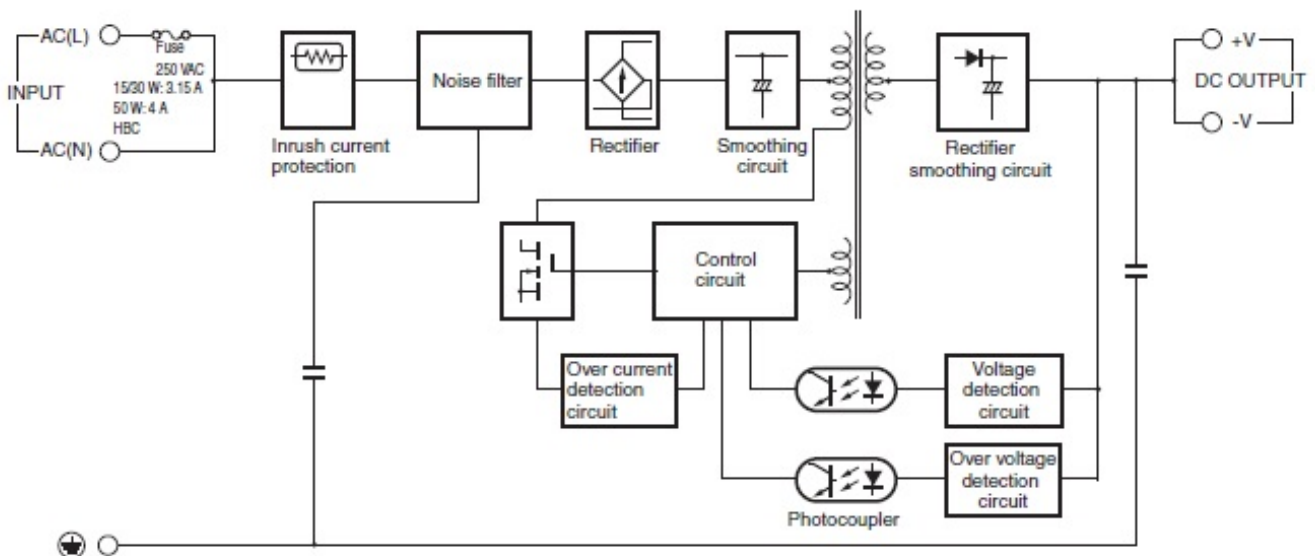 AC(L)
Fuse
250 VAC
15/30 W: 3.15 A
50 W: 4 A
HBC
INPUT
AC(N)
Inrush current
protection
Noise filter
Rectifier
Smoothing
circuit
Rectifier
smoothing circuit
+V
DC OUTPUT
-V
Control
circuit
Over current
detection
circuit
Voltage
detection
circuit
Over voltage
detection
circuit
Photocoupler